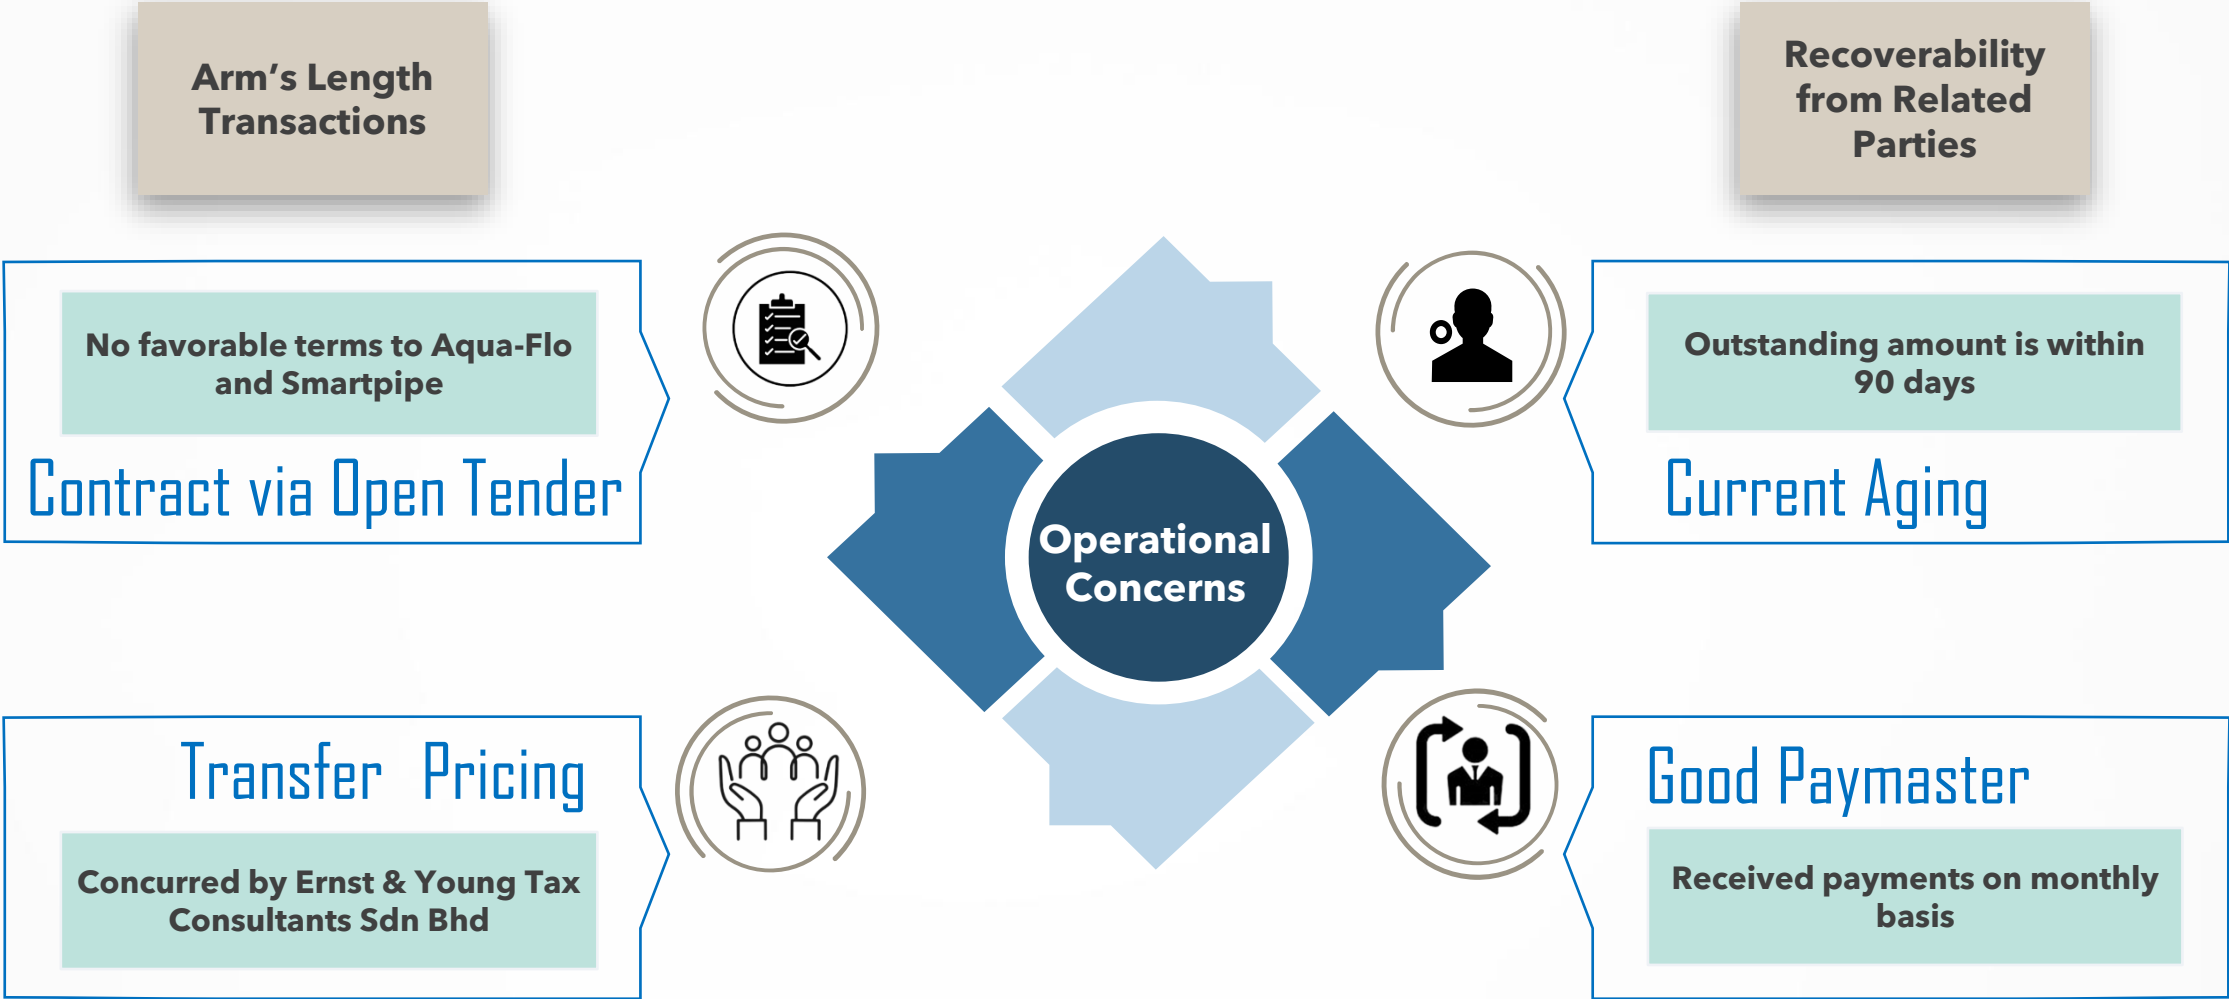 Arm’s Length
Transactions
No favorable terms to Aqua-Flo
and Smartpipe
Contract via Open Tender
Transfer Pricing
Concurred by Ernst & Young Tax
Consultants Sdn Bhd
Operational
Concerns
Recoverability
from Related
Parties
Outstanding amount is within
90 days
Current Aging
Good Paymaster
Received payments on monthly
basis